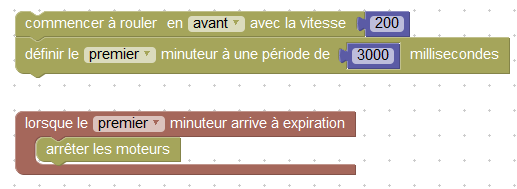 commencer à rouler en avant avec la vitesse 200
définir le premier minuteur à une période de 3000 millisecondes
lorsque le premier minuteur arrive à expiration
arrêter les moteurs